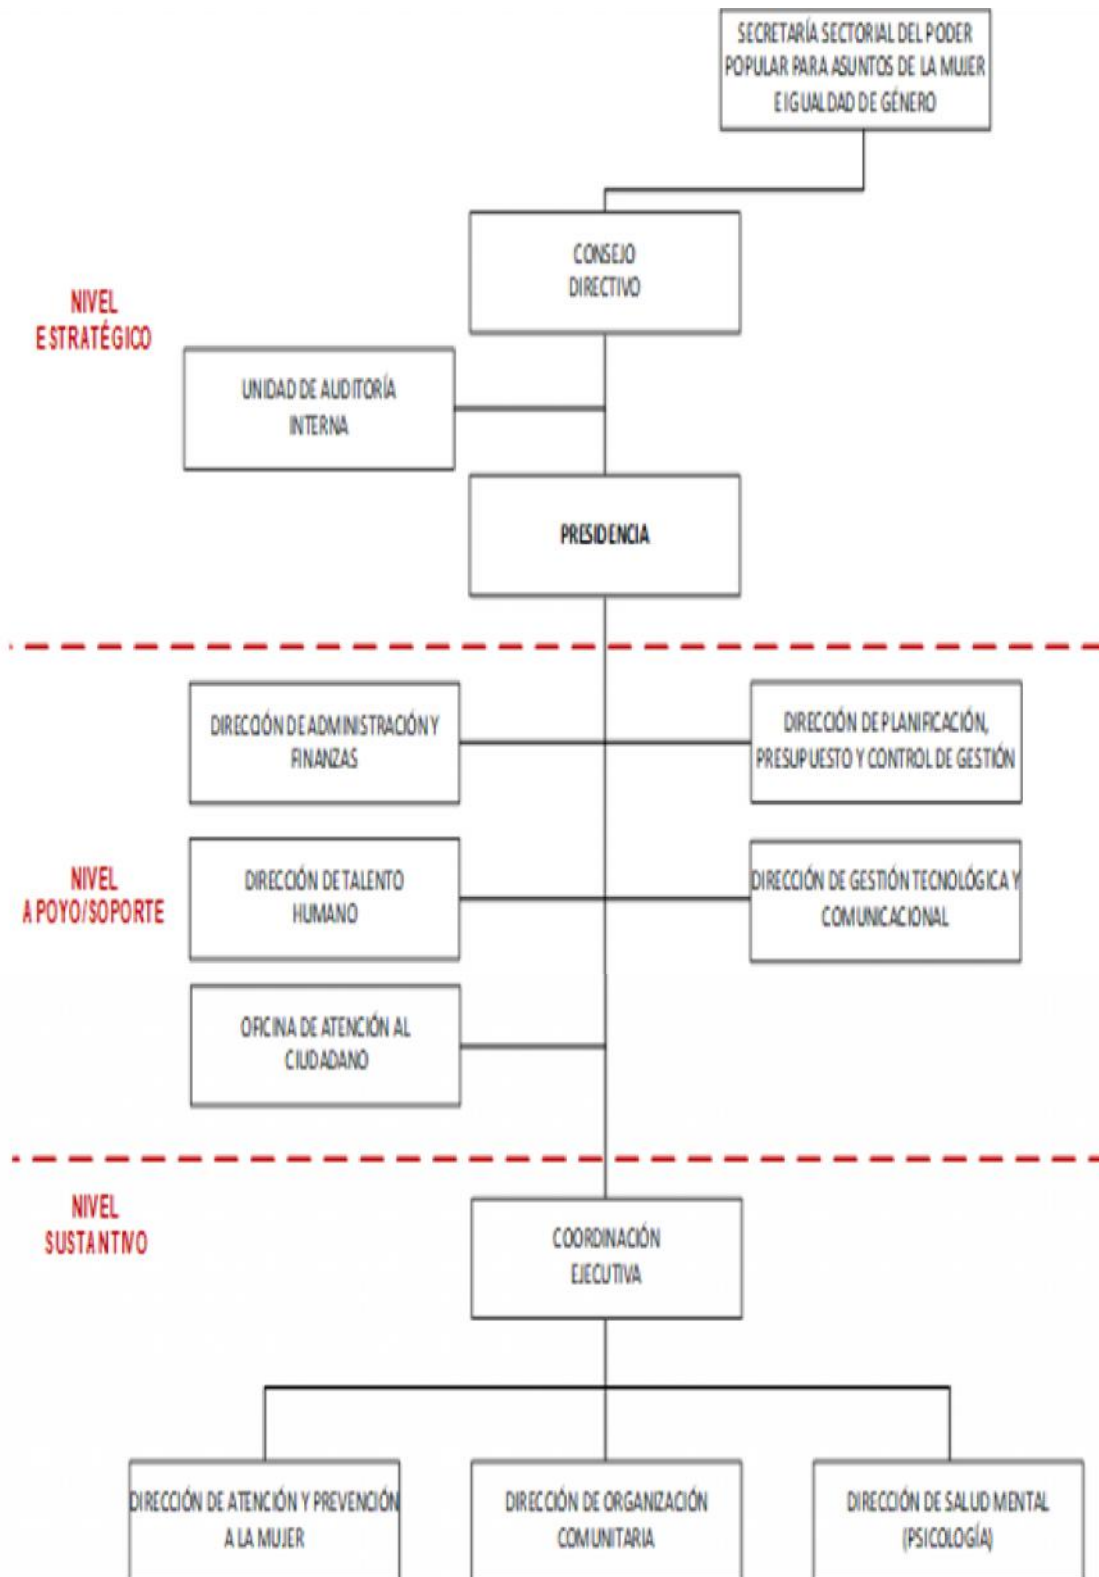 SECRETARÍA SECTORIAL DEL PODER
POPULAR PARA ASUNTOS DE LA MUJER
E IGUALDAD DE GÉNERO
CONSEJO
DIRECTIVO
NIVEL
ESTRATÉGICO
UNIDAD DE AUDITORÍA
INTERNA
PRESIDENCIA
DIRECCIÓN DE ADMINISTRACIÓN Y
FINANZAS
DIRECCIÓN DE PLANIFICACIÓN,
PRESUPUESTO Y CONTROL DE GESTIÓN
NIVEL
APOYO/SOPORTE
DIRECCIÓN DE TALENTO
HUMANO
DIRECCIÓN DE GESTIÓN TECNOLÓGICA Y
COMUNICACIONAL
OFICINA DE ATENCIÓN AL
CIUDADANO
NIVEL
SUSTANTIVO
COORDINACIÓN
EJECUTIVA
DIRECCIÓN DE ATENCIÓN Y PREVENCIÓN
A LA MUJER
DIRECCIÓN DE ORGANIZACIÓN
COMUNITARIA
DIRECCIÓN DE SALUD MENTAL
(PSICOLOGÍA)